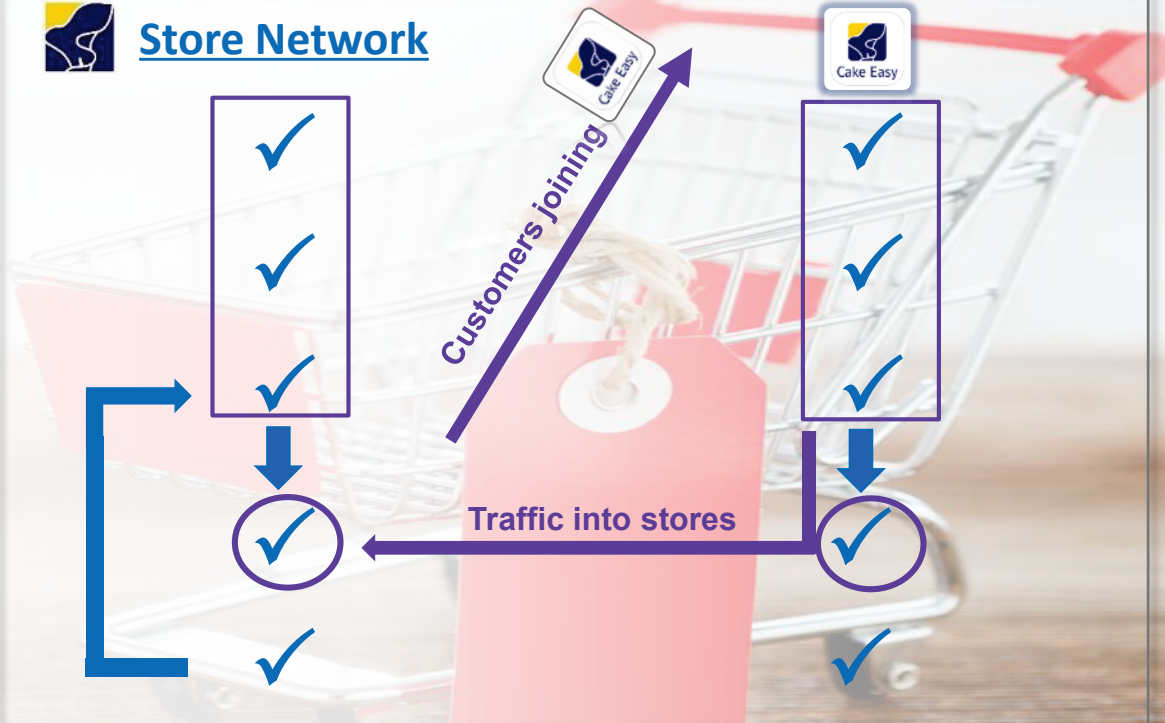 Store Network
Cake Easy
Cake Easy
Customers joining
Traffic into stores